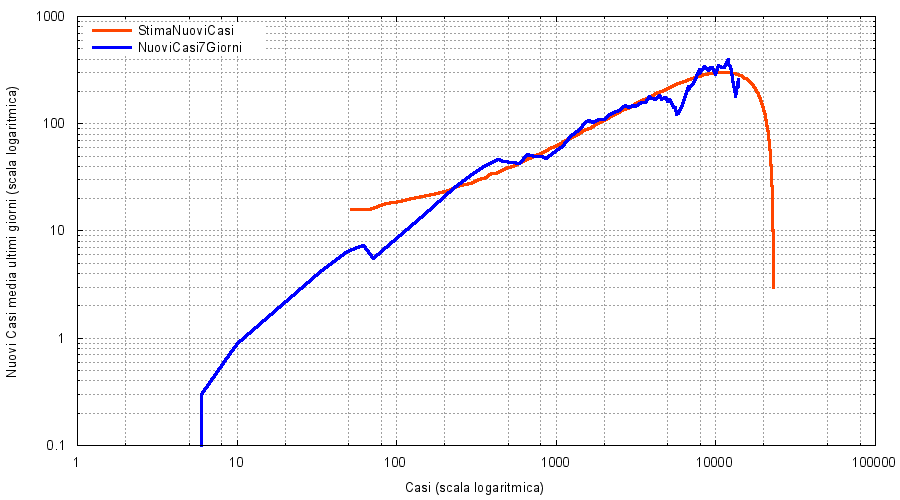 1000
StimaNuoviCasi
NuoviCasi7Giorni
100
10
1
0.1
Nuovi Casi media ultimi giorni (scala logaritmica)
1 10 100 1000 10000 100000
Casi (scala logaritmica)